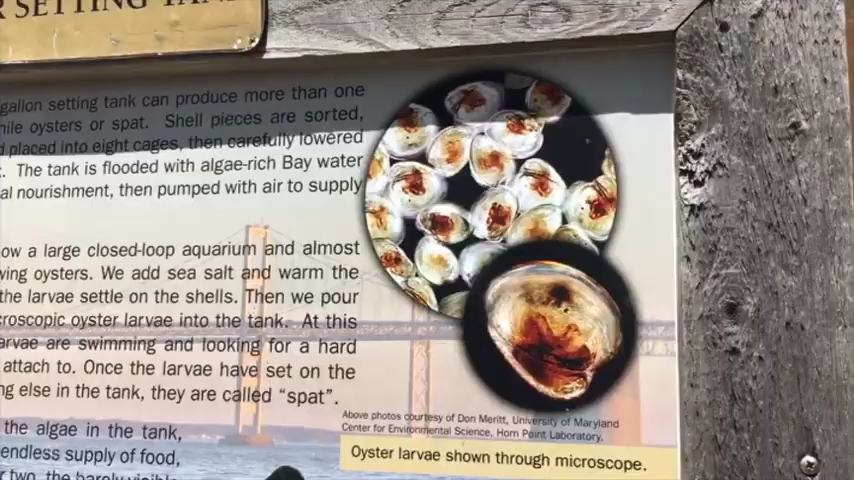 R SETTING TAN
gallon setting tank can produce more than one
hile oysters or spat. Shell pieces are sorted,
d placed into eight cages, then carefully lowered
. The tank is flooded with algae-rich Bay water
al nourishment, then pumped with air to supply
ow a large closed-loop aquarium and almost
wing oysters. We add sea salt and warm the
the larvae settle on the shells. Then we pour
croscopic oyster larvae into the tank. At this
arvae are swimming and looking for a hard
attach to. Once the larvae have set on the
ng else in the tank, they are called “spat”.
the algae in the tank,
endless supply of food,
r two, the barely visible
Above photos courtesy of Don Meritt, University of Maryland
Center for Environmental Science, Horn Point Laboratory.
Oyster larvae shown through microscope.